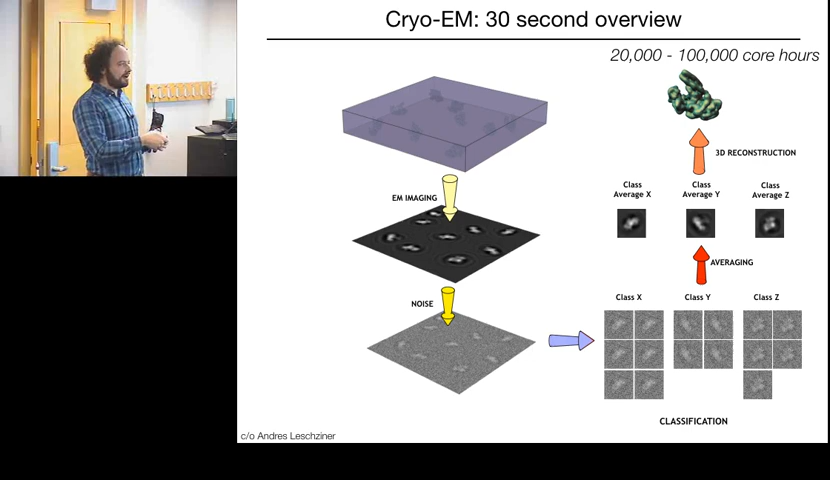 Cryo-EM: 30 second overview
20,000 - 100,000 core hours
3D RECONSTRUCTION
Class
Average X
Class
Average Y
Class
Average Z
EM IMAGING
AVERAGING
NOISE
Class X
Class Y
Class Z
CLASSIFICATION
c/o Andres Leschziner